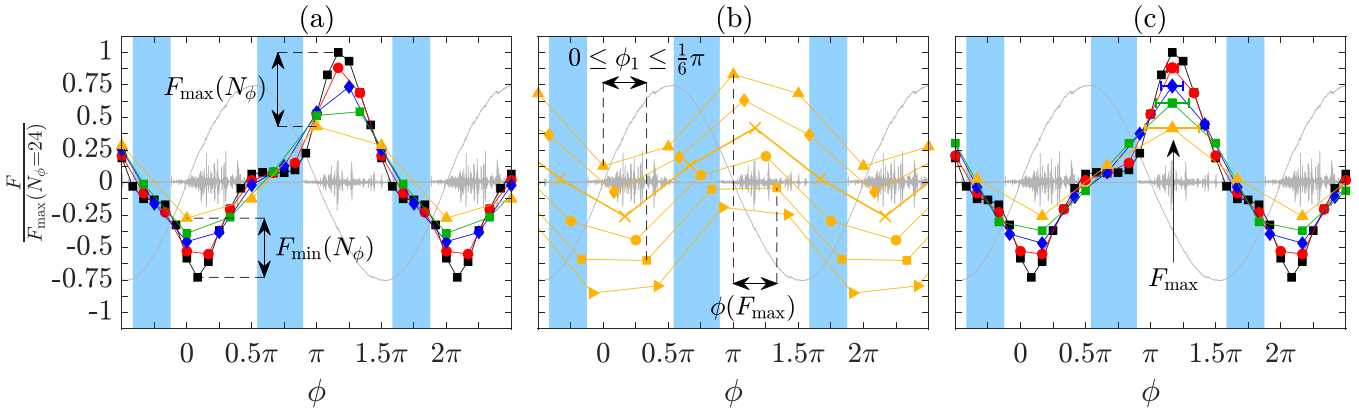 (a) (b) (c)
1
0.75
0.5
0.25
0
-0.25
-0.5
-0.75
-1
F / F_max(N_ϕ=24)
F_max(N_ϕ)
F_min(N_ϕ)
0 ≤ ϕ₁ ≤ 1/6 π
ϕ(F_max)
F_max
0 0.5π π 1.5π 2π
0 0.5π π 1.5π 2π
0 0.5π π 1.5π 2π
ϕ ϕ ϕ